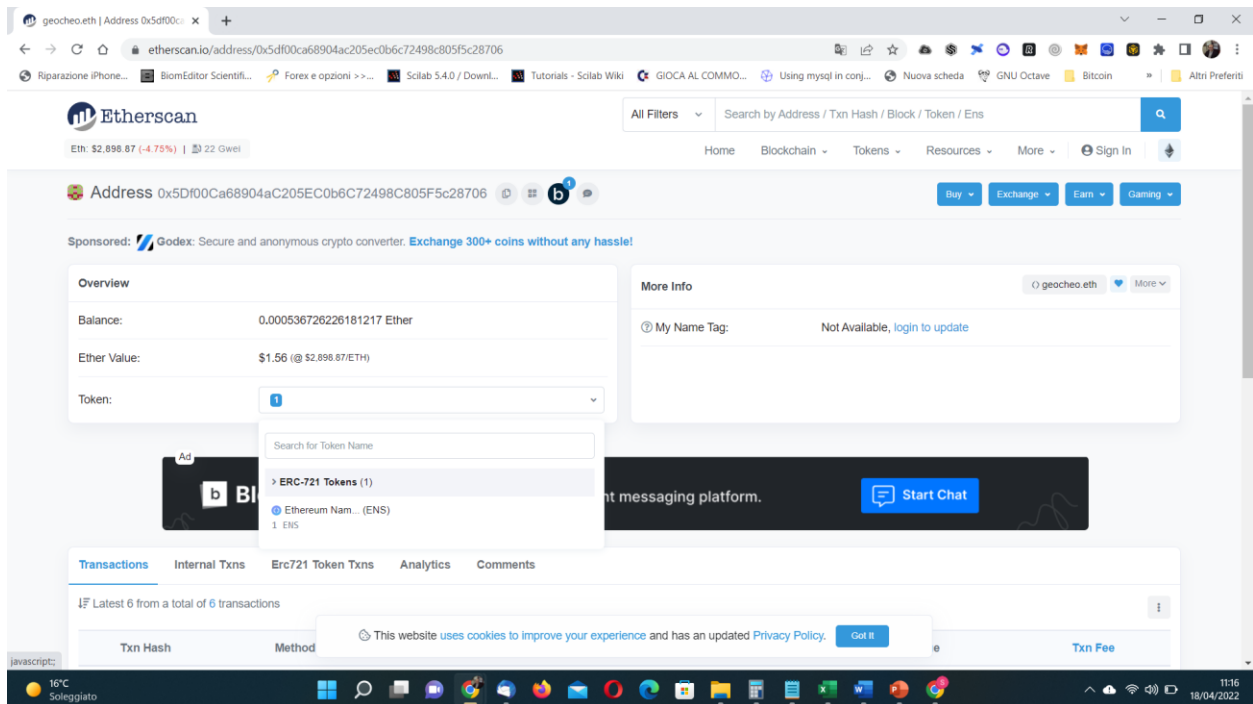 geocheo.eth | Address 0x5df00ca
etherscan.io/address/0x5df00ca68904ac205ec0b6c72498c805f5c28706
Riparazione iPhone... BiomEditor Scientifi... Forex e opzioni >>... Scilab 5.4.0 / Downl... Tutorials - Scilab Wiki GIOCA AL COMMO... Using mysql in conj... Nuova scheda GNU Octave Bitcoin » Altri Preferiti
Etherscan
All Filters Search by Address / Txn Hash / Block / Token / Ens
Eth: $2,898.87 (-4.75%) | 22 Gwei
Home Blockchain Tokens Resources More Sign In
Address 0x5Df00Ca68904aC205EC0b6C72498C805F5c28706 1
Buy Exchange Earn Gaming
Sponsored: Godex: Secure and anonymous crypto converter. Exchange 300+ coins without any hassle!
Overview
Balance: 0.000536726226181217 Ether
Ether Value: $1.56 (@ $2,898.87/ETH)
Token: 1
Search for Token Name
> ERC-721 Tokens (1)
Ethereum Nam... (ENS)
1 ENS
More Info geocheo.eth More
My Name Tag: Not Available, login to update
Ad
b Bl nt messaging platform. Start Chat
Transactions Internal Txns Erc721 Token Txns Analytics Comments
Latest 6 from a total of 6 transactions
This website uses cookies to improve your experience and has an updated Privacy Policy. Got It
Txn Hash Method e Txn Fee
javascript:;
16°C
Soleggiato
11:16
18/04/2022